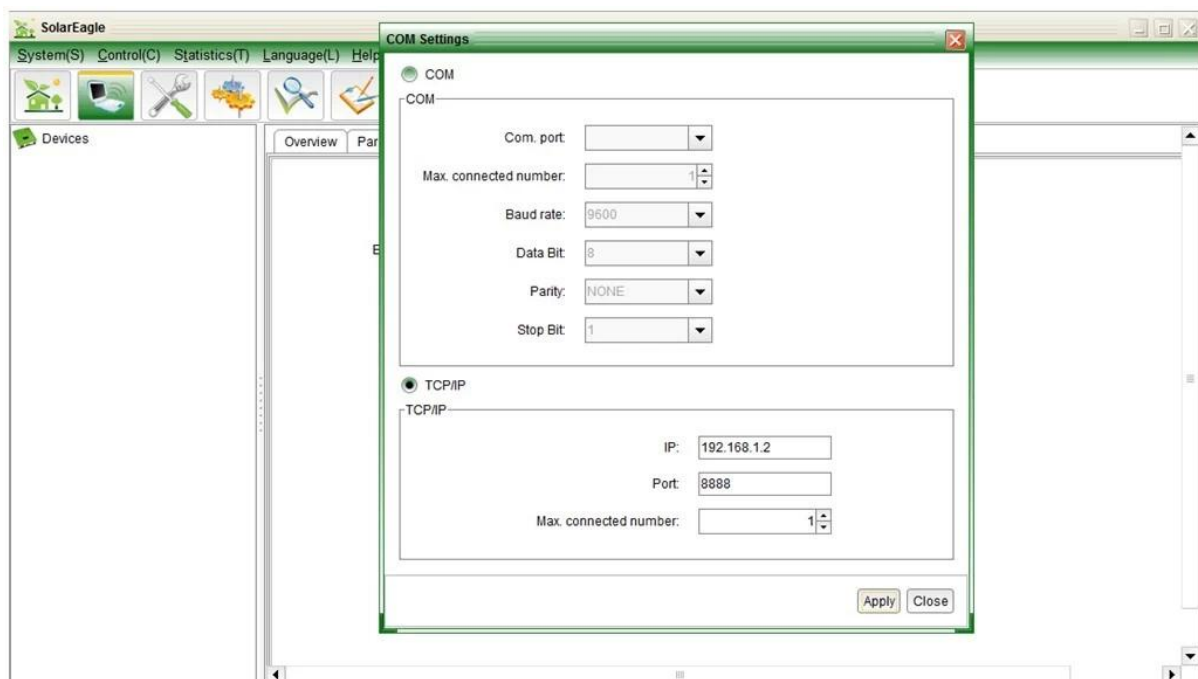 SolarEagle
System(S) Control(C) Statistics(T) Language(L) Help
Devices
Overview Par
E
COM Settings
COM
COM
Com. port:
Max. connected number: 1
Baud rate: 9600
Data Bit: 8
Parity: NONE
Stop Bit: 1
TCP/IP
TCP/IP
IP: 192.168.1.2
Port: 8888
Max. connected number: 1
Apply Close